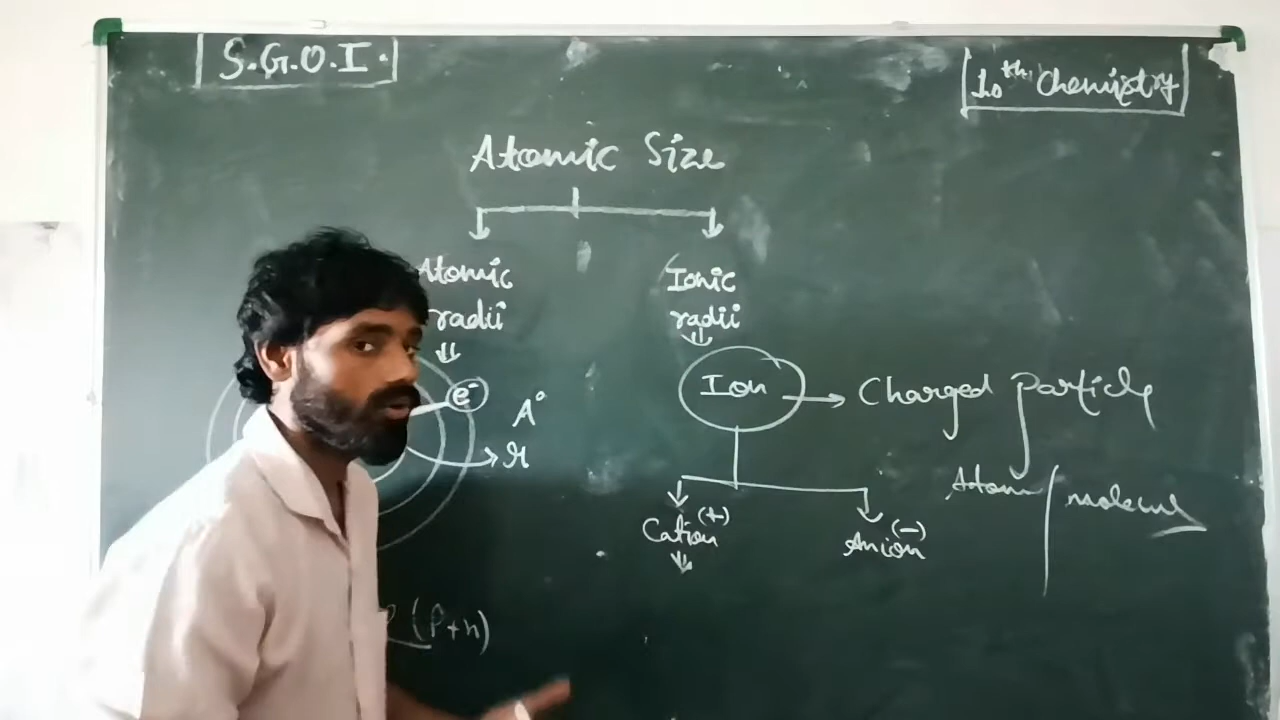 S.G.O.I.
10th Chemistry
Atomic Size
Atomic
radii
Ionic
radii
e-
A°
r
Ion
Charged particle
Atom / molecule
Cation (+)
Anion (-)
(P+n)